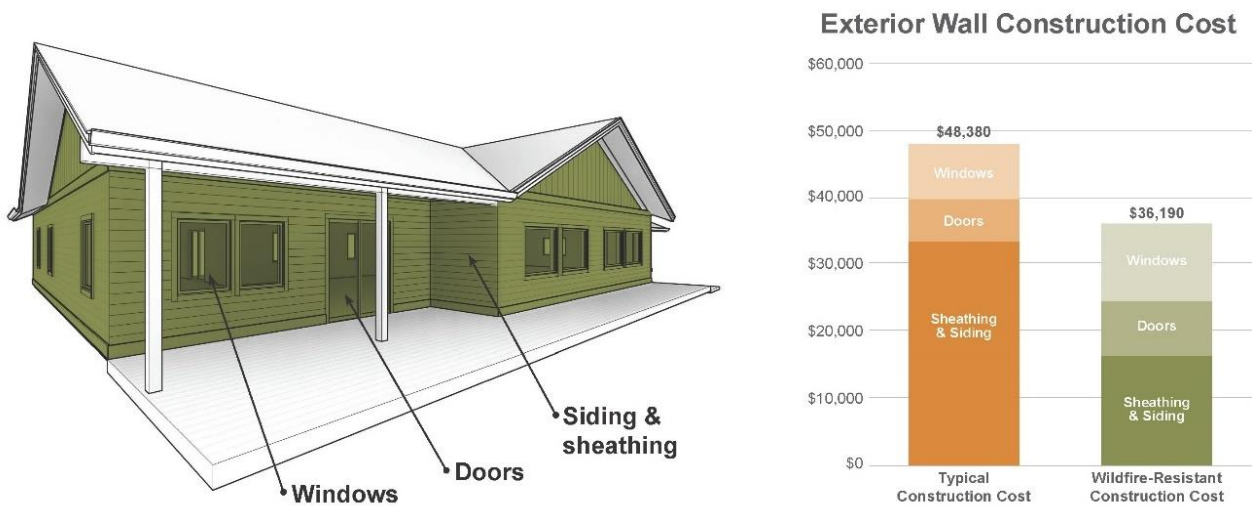 Siding &
sheathing
Doors
Windows
Exterior Wall Construction Cost
$60,000
$50,000
$40,000
$30,000
$20,000
$10,000
$0
$48,380
Windows
Doors
Sheathing
& Siding
$36,190
Windows
Doors
Sheathing
& Siding
Typical
Construction Cost
Wildfire-Resistant
Construction Cost